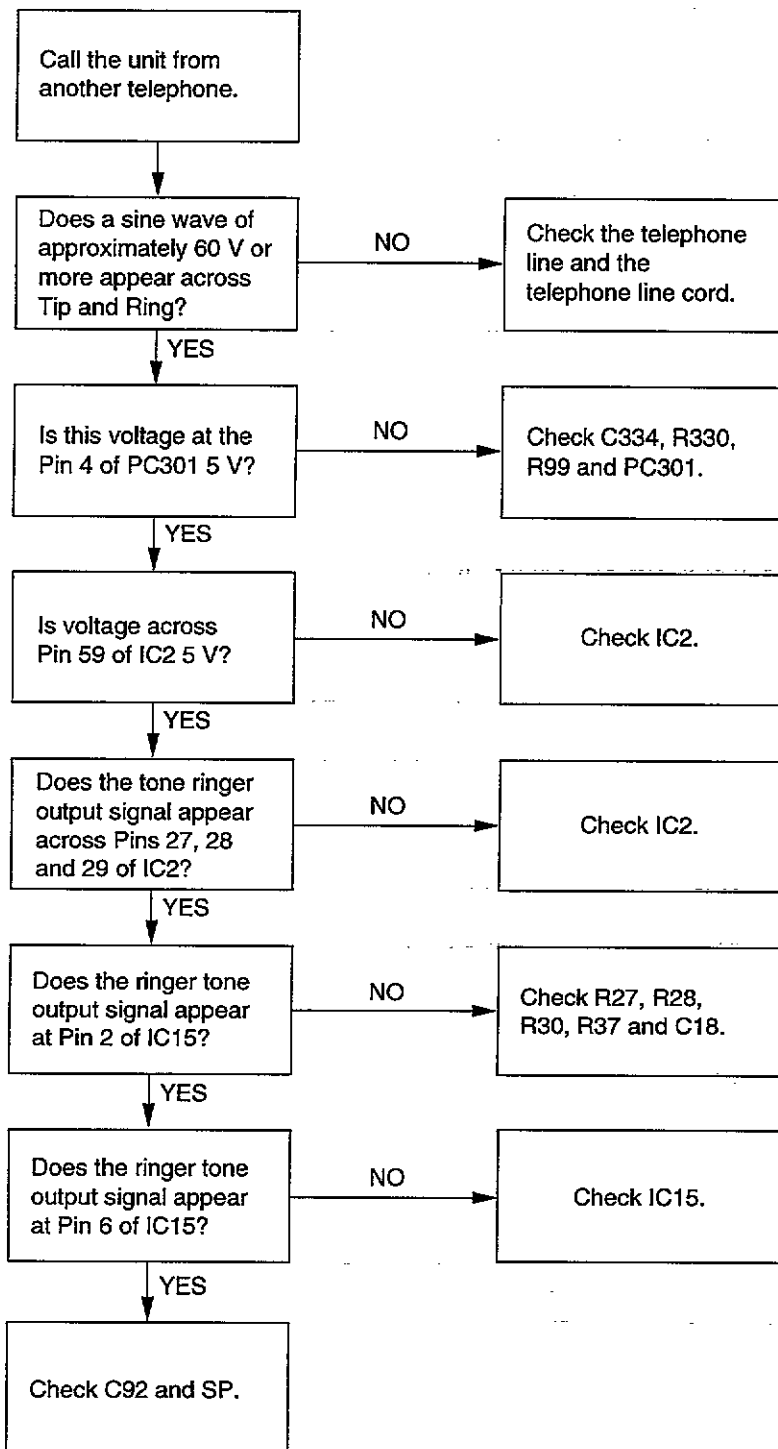 Call the unit from
another telephone.
Does a sine wave of
approximately 60 V or
more appear across
Tip and Ring?
NO
Check the telephone
line and the
telephone line cord.
YES
Is this voltage at the
Pin 4 of PC301 5 V?
NO
Check C334, R330,
R99 and PC301.
YES
Is voltage across
Pin 59 of IC2 5 V?
NO
Check IC2.
YES
Does the tone ringer
output signal appear
across Pins 27, 28
and 29 of IC2?
NO
Check IC2.
YES
Does the ringer tone
output signal appear
at Pin 2 of IC15?
NO
Check R27, R28,
R30, R37 and C18.
YES
Does the ringer tone
output signal appear
at Pin 6 of IC15?
NO
Check IC15.
YES
Check C92 and SP.